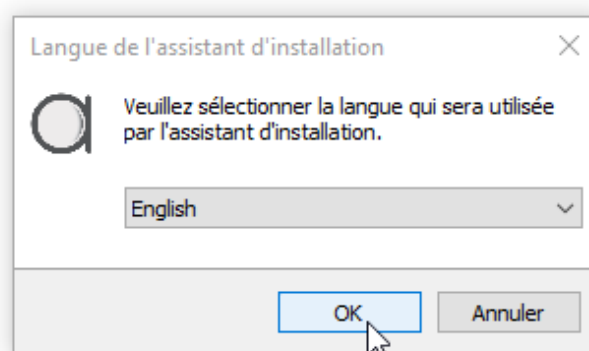 Langue de l'assistant d'installation
Veuillez sélectionner la langue qui sera utilisée
par l'assistant d'installation.
English
OK
Annuler